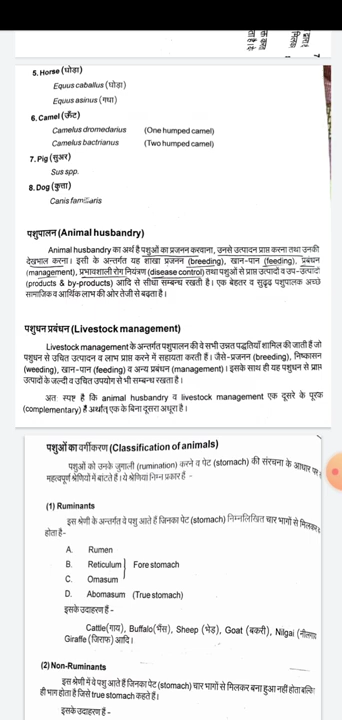 5. Horse (घोड़ा)
Equus caballus (घोड़ा)
Equus asinus (गधा)
6. Camel (ऊँट)
Camelus dromedarius (One humped camel)
Camelus bactrianus (Two humped camel)
7. Pig (सुअर)
Sus spp.
8. Dog (कुत्ता)
Canis familiaris
पशुपालन (Animal husbandry)
Animal husbandry का अर्थ है पशुओं का प्रजनन करवाना, उनसे उत्पादन प्राप्त करना तथा उनकी
देखभाल करना। इसी के अन्तर्गत यह शाखा प्रजनन (breeding), खान-पान (feeding), प्रबंधन
(management), प्रभावशाली रोग नियंत्रण (disease control) तथा पशुओं से प्राप्त उत्पादों व उप-उत्पादों
(products & by-products) आदि से सीधा सम्बन्ध रखती है। एक बेहतर व सुदृढ़ पशुपालक अच्छे
सामाजिक व आर्थिक लाभ की ओर तेजी से बढ़ता है।
पशुधन प्रबंधन (Livestock management)
Livestock management के अन्तर्गत पशुपालन की वे सभी उन्नत पद्धतियाँ शामिल की जाती हैं जो
पशुधन से उचित उत्पादन व लाभ प्राप्त करने में सहायता करती हैं। जैसे-प्रजनन (breeding), निष्कासन
(weeding), खान-पान (feeding) व अन्य प्रबंधन (management)। इसके साथ ही यह पशुधन से प्राप्त
उत्पादों के जल्दी व उचित उपयोग से भी सम्बन्ध रखता है।
अतः स्पष्ट है कि animal husbandry व livestock management एक दूसरे के पूरक
(complementary) हैं अर्थात् एक के बिना दूसरा अधूरा है।
पशुओं का वर्गीकरण (Classification of animals)
पशुओं को उनके जुगाली (rumination) करने व पेट (stomach) की संरचना के आधार पर
महत्वपूर्ण श्रेणियों में बाटते हैं। ये श्रेणियां निम्न प्रकार हैं -
(1) Ruminants
इस श्रेणी के अन्तर्गत वे पशु आते हैं जिनका पेट (stomach) निम्नलिखित चार भागों से मिलकर
होता है-
A. Rumen
B. Reticulum Fore stomach
C. Omasum
D. Abomasum (True stomach)
इसके उदाहरण हैं -
Cattle(गाय), Buffalo(भैंस), Sheep (भेड़), Goat (बकरी), Nilgai (नीलगाय
Giraffe (जिराफ) आदि।
(2) Non-Ruminants
इस श्रेणी में वे पशु आते हैं जिनका पेट (stomach) चार भागों से मिलकर बना हुआ नहीं होता बल्कि
ही भाग होता है जिसे true stomach कहते हैं।
इसके उदाहरण हैं -